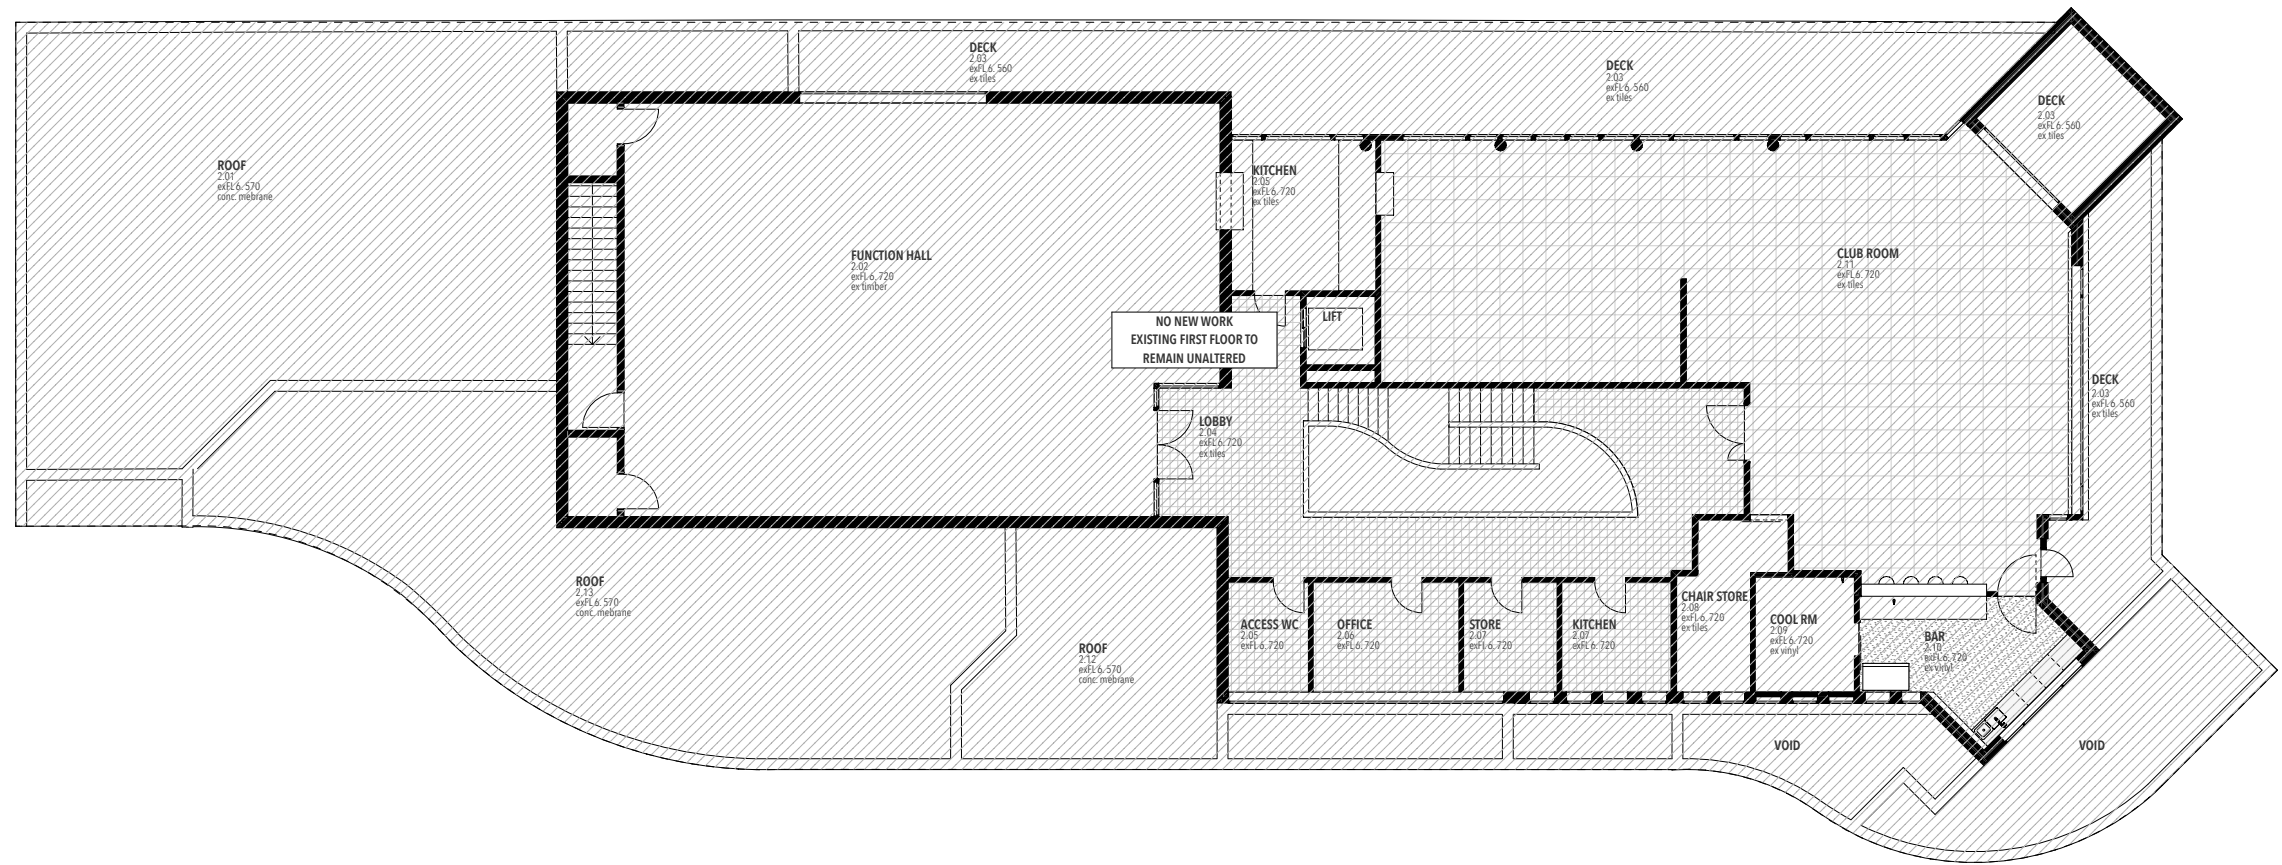 DECK
2.03
exFL 6. 560
ex tiles
DECK
2.03
exFL 6. 560
ex tiles
DECK
2.03
exFL 6. 560
ex tiles
ROOF
2.01
exFL 6. 570
conc. mebrane
KITCHEN
2.05
exFL 6. 720
ex tiles
FUNCTION HALL
2.02
exFl. 6. 720
ex timber
CLUB ROOM
2.11
exFL 6. 720
ex tiles
LIFT
NO NEW WORK
EXISTING FIRST FLOOR TO
REMAIN UNALTERED
DECK
2.03
exFL 6. 560
ex tiles
LOBBY
2.04
exFL 6. 720
ex tiles
ROOF
2.13
exFL 6. 570
conc. mebrane
ROOF
2.12
exFL 6. 570
conc. mebrane
ACCESS WC
2.05
exFL 6. 720
OFFICE
2.06
exFL 6. 720
STORE
2.07
exFL 6. 720
KITCHEN
2.07
exFL 6. 720
CHAIR STORE
2.08
exFL 6. 720
ex tiles
COOL RM
2.09
exFL 6. 720
ex vinyl
BAR
2.10
exFL 6. 720
ex vinyl
VOID
VOID